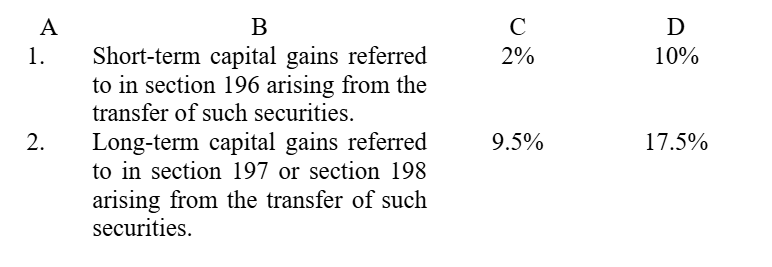 A B C D
1. Short-term capital gains referred 2% 10%
to in section 196 arising from the
transfer of such securities.
2. Long-term capital gains referred 9.5% 17.5%
to in section 197 or section 198
arising from the transfer of such
securities.